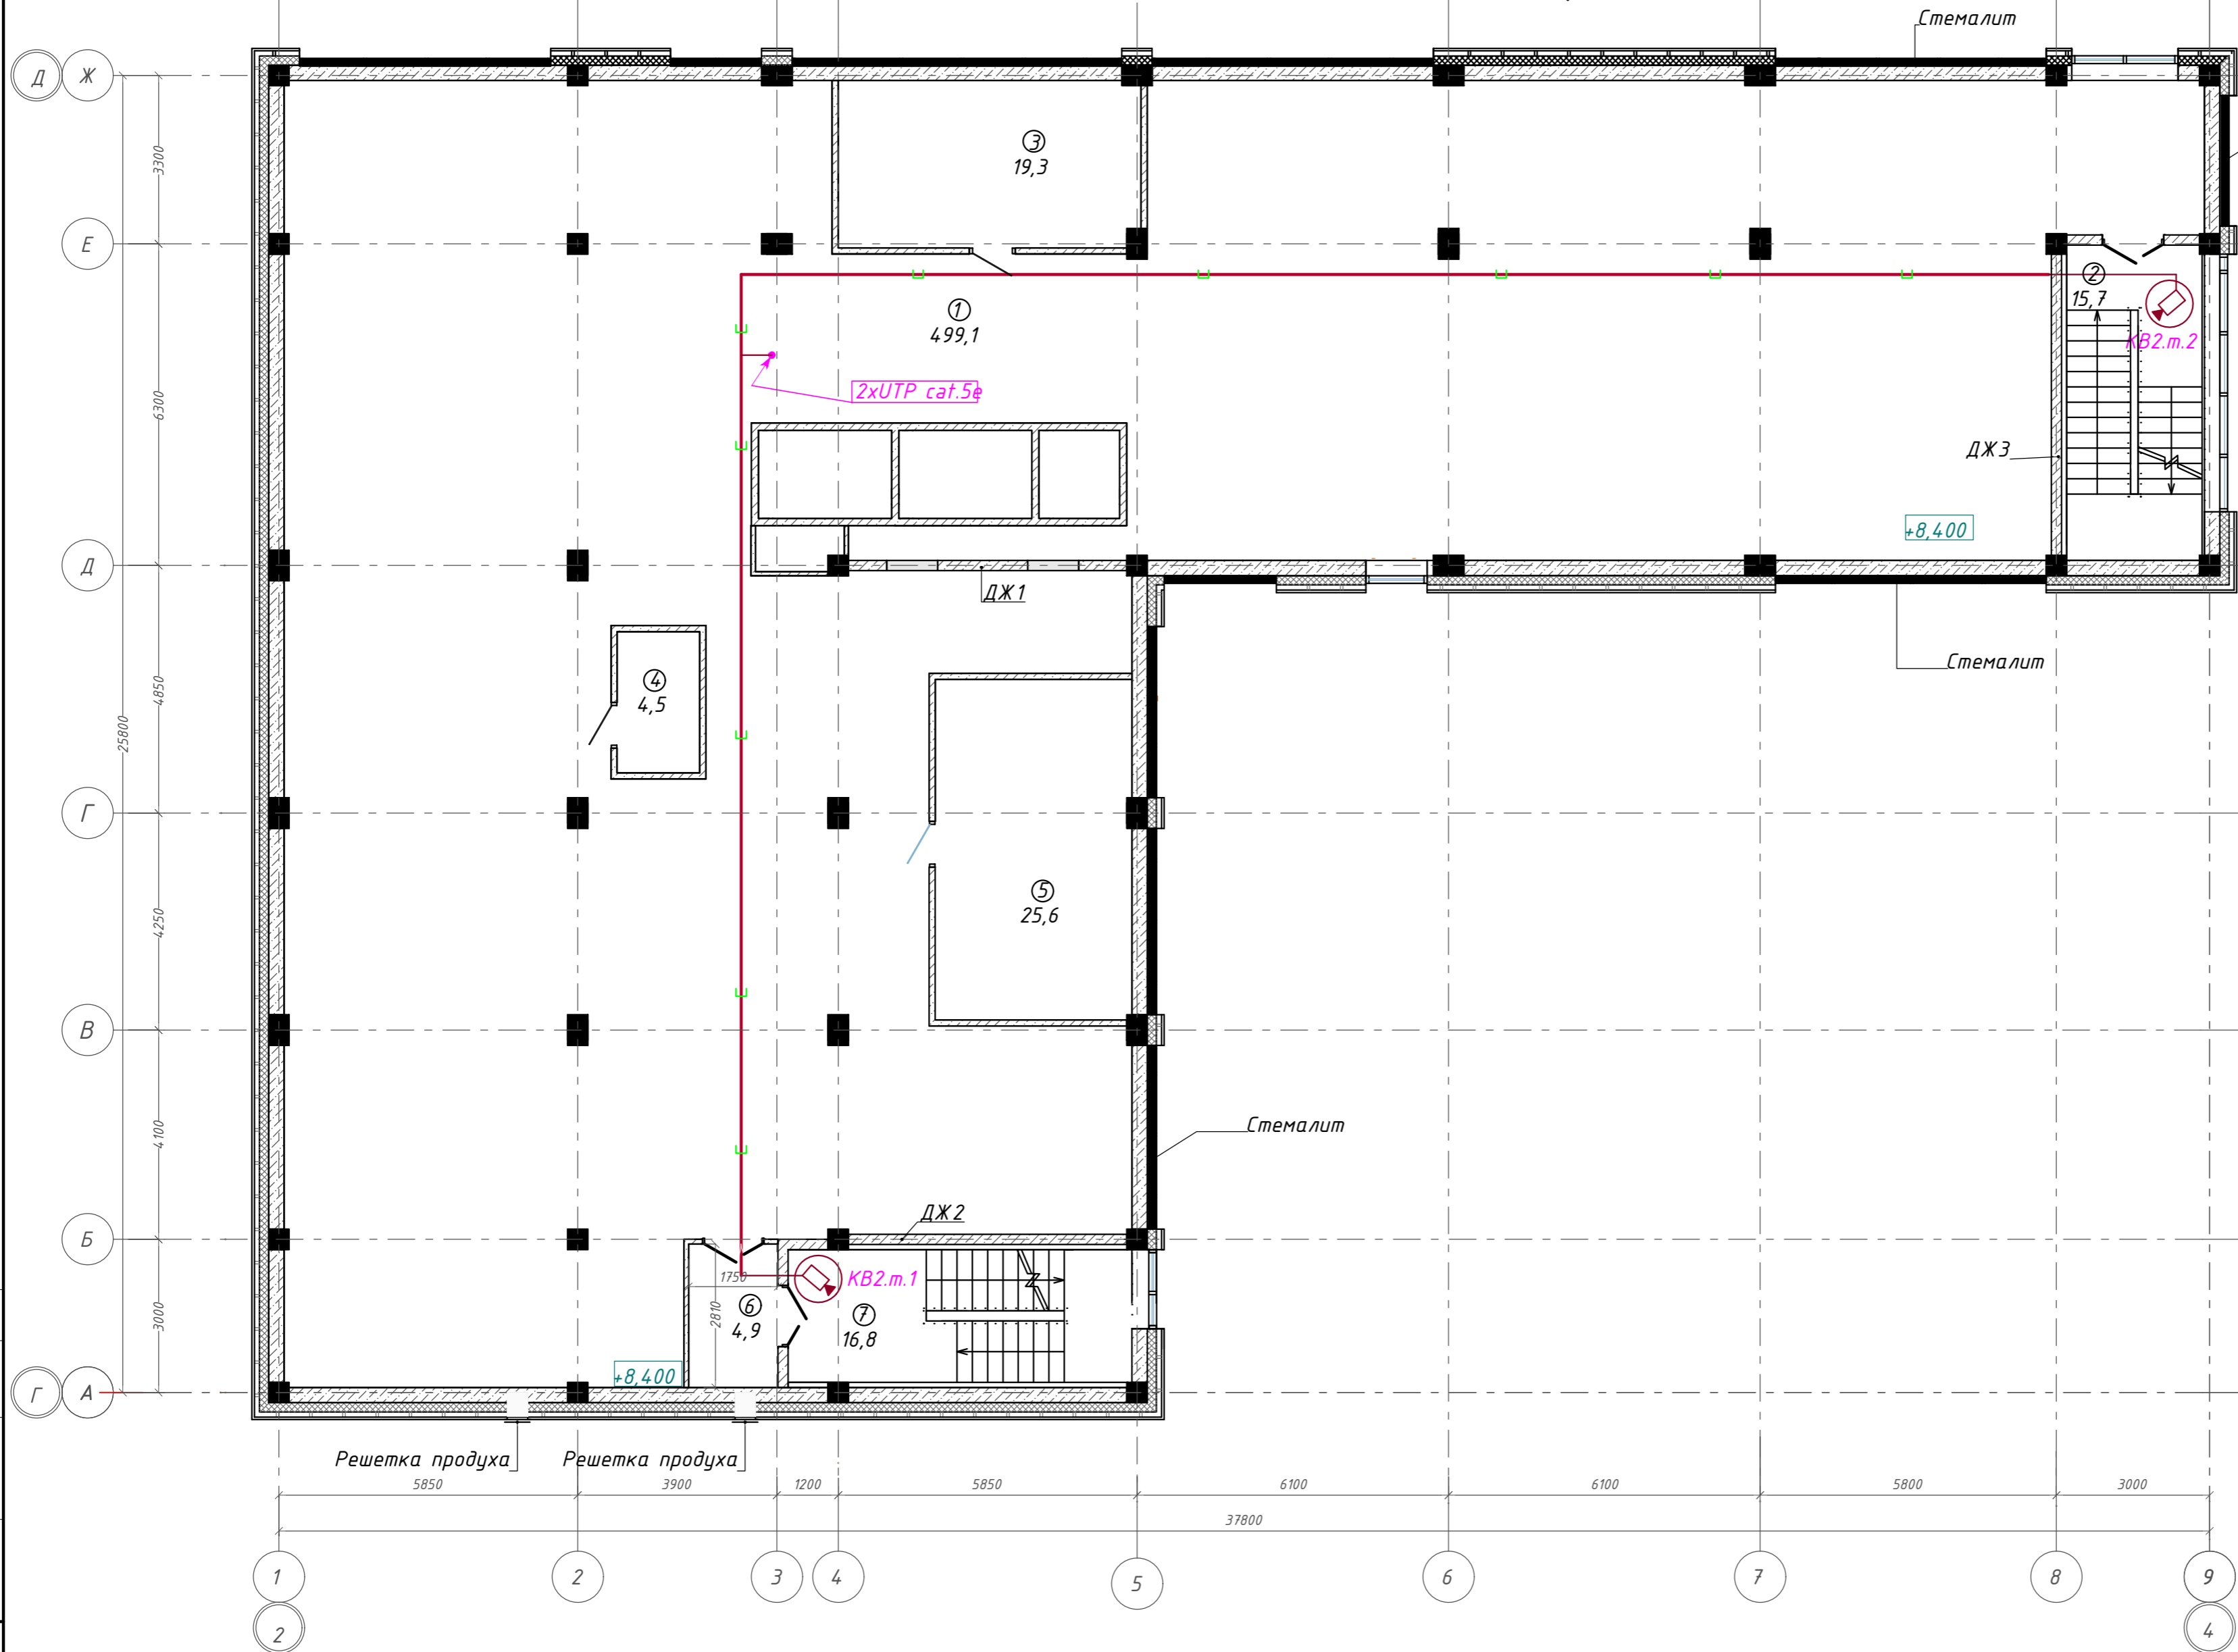 Стемалит
Д Ж
3300
③
19,3
Е
②
15,7
①
499,1
КВ2.т.2
2xUTP cat.5e
6300
ДЖ3
+8,400
Д
ДЖ1
Стемалит
④
4,5
4850
25800
Г
⑤
25,6
4250
В
Стемалит
4100
ДЖ2
Б
1750
КВ2.т.1
⑥
4,9
2810
⑦
16,8
3000
+8,400
Г А
Решетка продуха Решетка продуха
5850 3900 1200 5850 6100 6100 5800 3000
37800
1 2 3 4 5 6 7 8 9
2 4